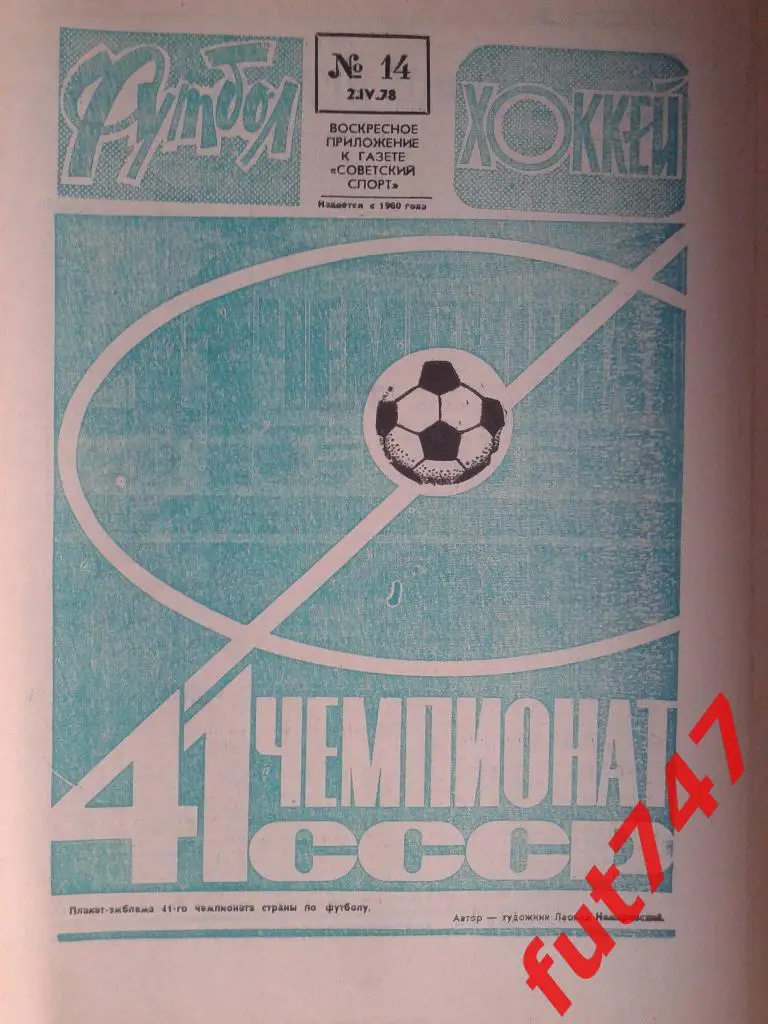 Футбол
№ 14
2.IV.78
ВОСКРЕСНОЕ
ПРИЛОЖЕНИЕ
К ГАЗЕТЕ
«СОВЕТСКИЙ
СПОРТ»
Издается с 1960 года
ХОККЕЙ
41 ЧЕМПИОНАТ
СССР
Плакат-эмблема 41-го чемпионата страны по футболу.
Автор — художник Леонид
fut747